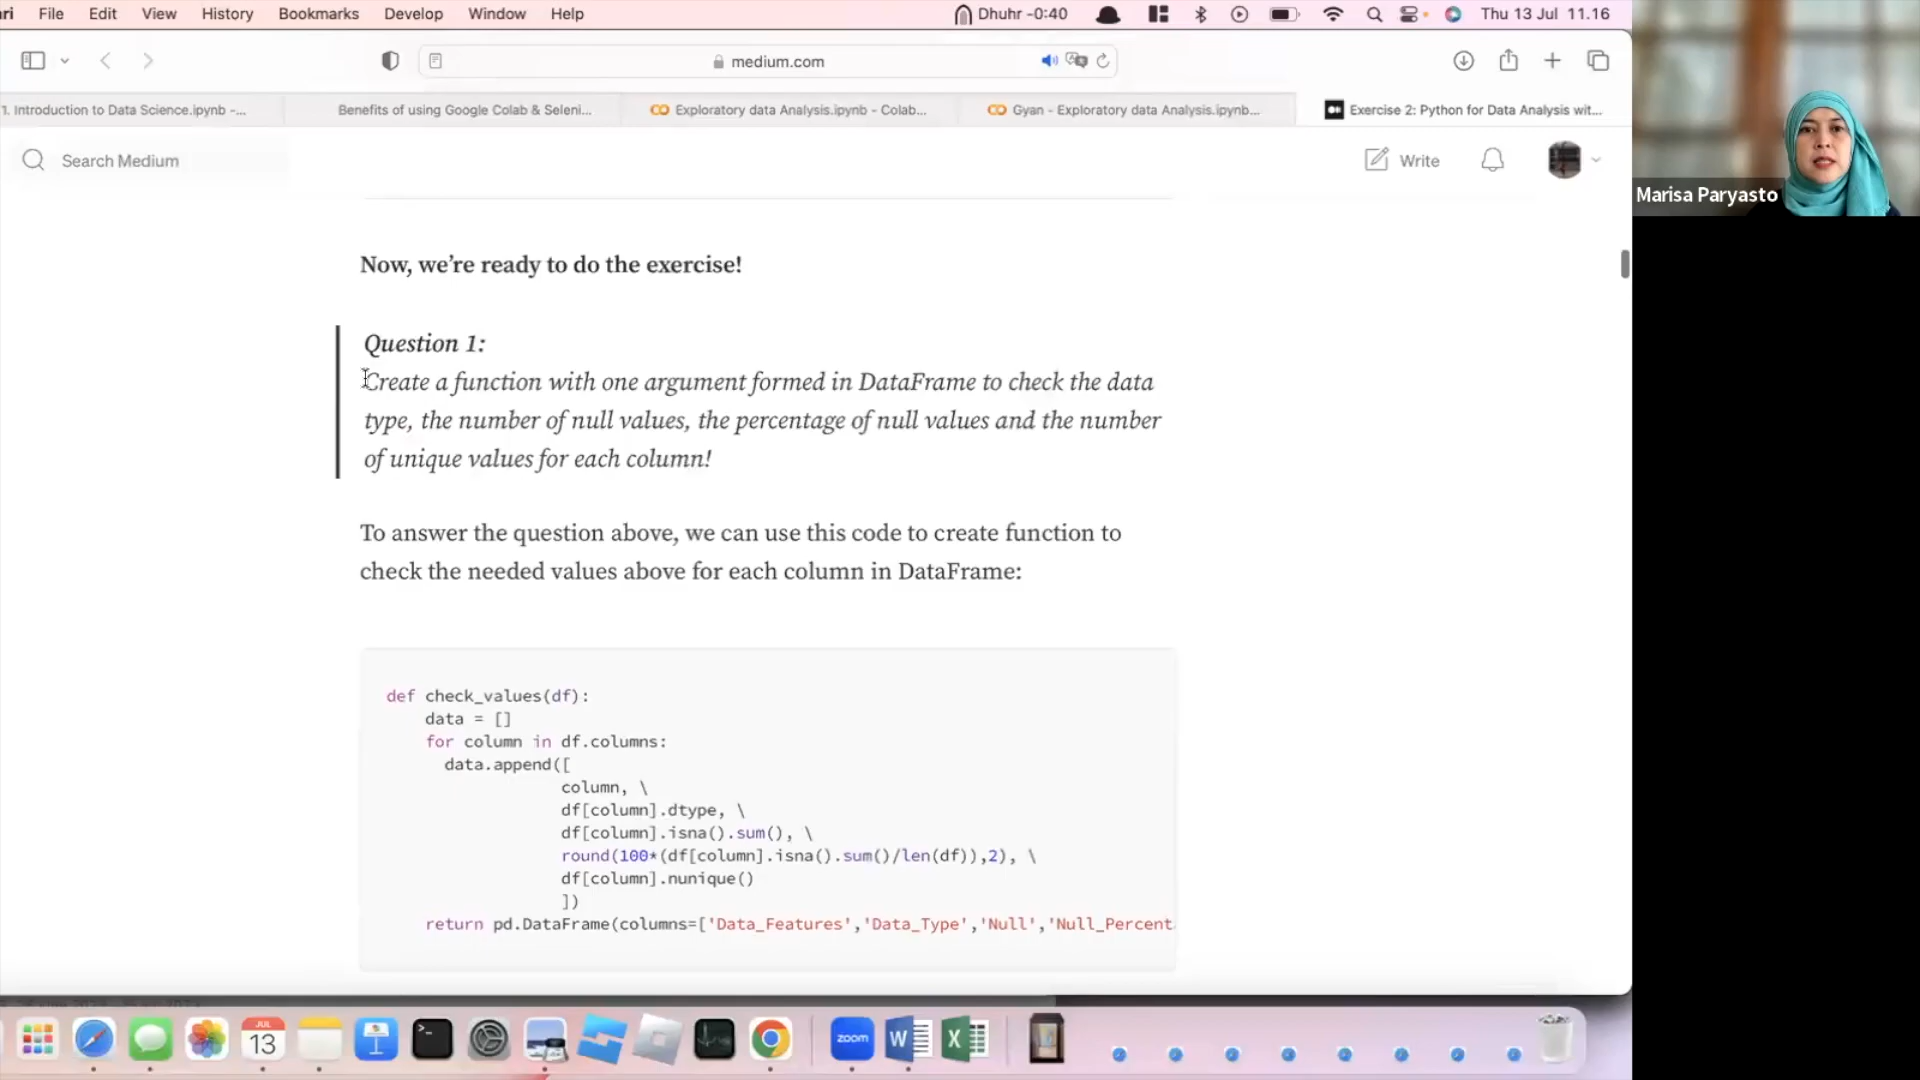 ri File Edit View History Bookmarks Develop Window Help Dhuhr -0:40 Thu 13 Jul 11.16
medium.com
1. Introduction to Data Science.ipynb -... Benefits of using Google Colab & Seleni... Exploratory data Analysis.ipynb - Colab... Gyan - Exploratory data Analysis.ipynb... Exercise 2: Python for Data Analysis wit...
Search Medium Write
Marisa Paryasto
Now, we’re ready to do the exercise!
Question 1:
Create a function with one argument formed in DataFrame to check the data
type, the number of null values, the percentage of null values and the number
of unique values for each column!
To answer the question above, we can use this code to create function to
check the needed values above for each column in DataFrame:
def check_values(df):
data = []
for column in df.columns:
data.append([
column, \
df[column].dtype, \
df[column].isna().sum(), \
round(100*(df[column].isna().sum()/len(df)),2), \
df[column].nunique()
])
return pd.DataFrame(columns=['Data_Features','Data_Type','Null','Null_Percent
JUL
13
zoom
W
X